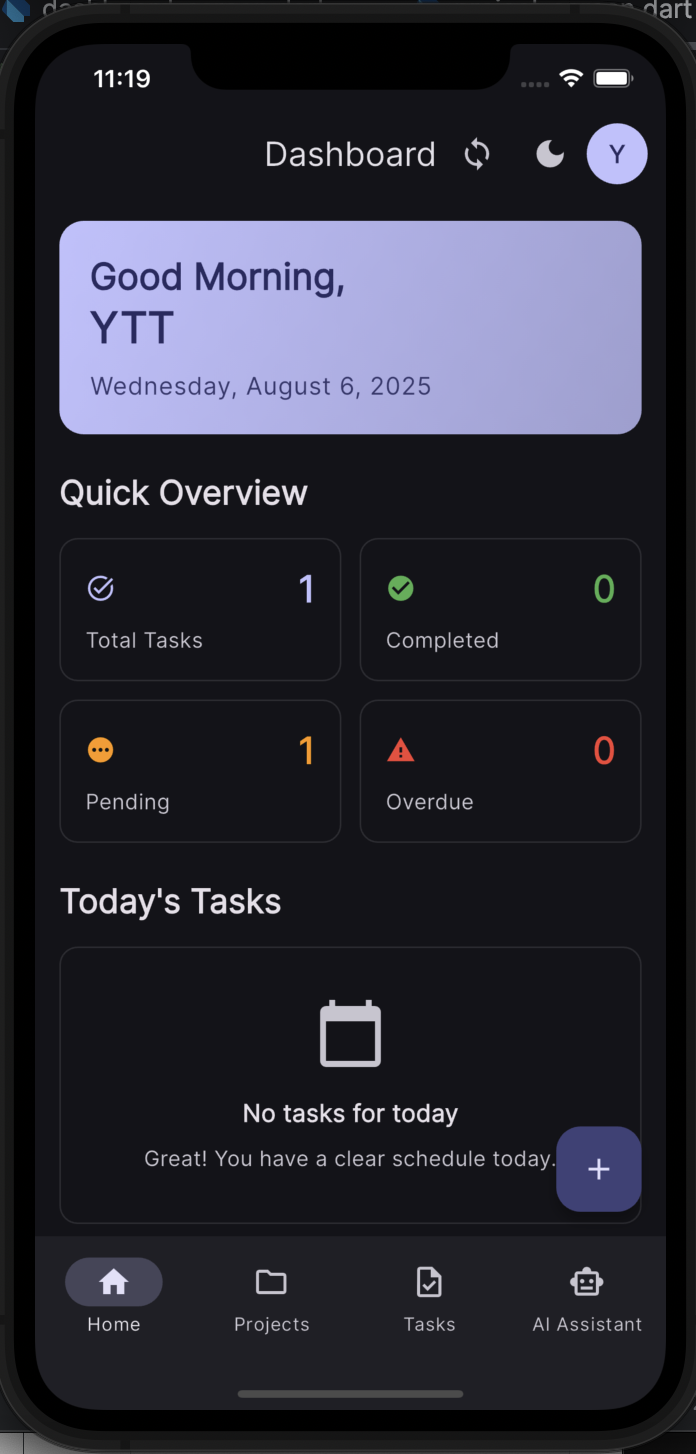 dart
11:19
Dashboard
Y
Good Morning,
YTT
Wednesday, August 6, 2025
Quick Overview
1
Total Tasks
0
Completed
1
Pending
0
Overdue
Today's Tasks
No tasks for today
Great! You have a clear schedule today.
+
Home
Projects
Tasks
AI Assistant